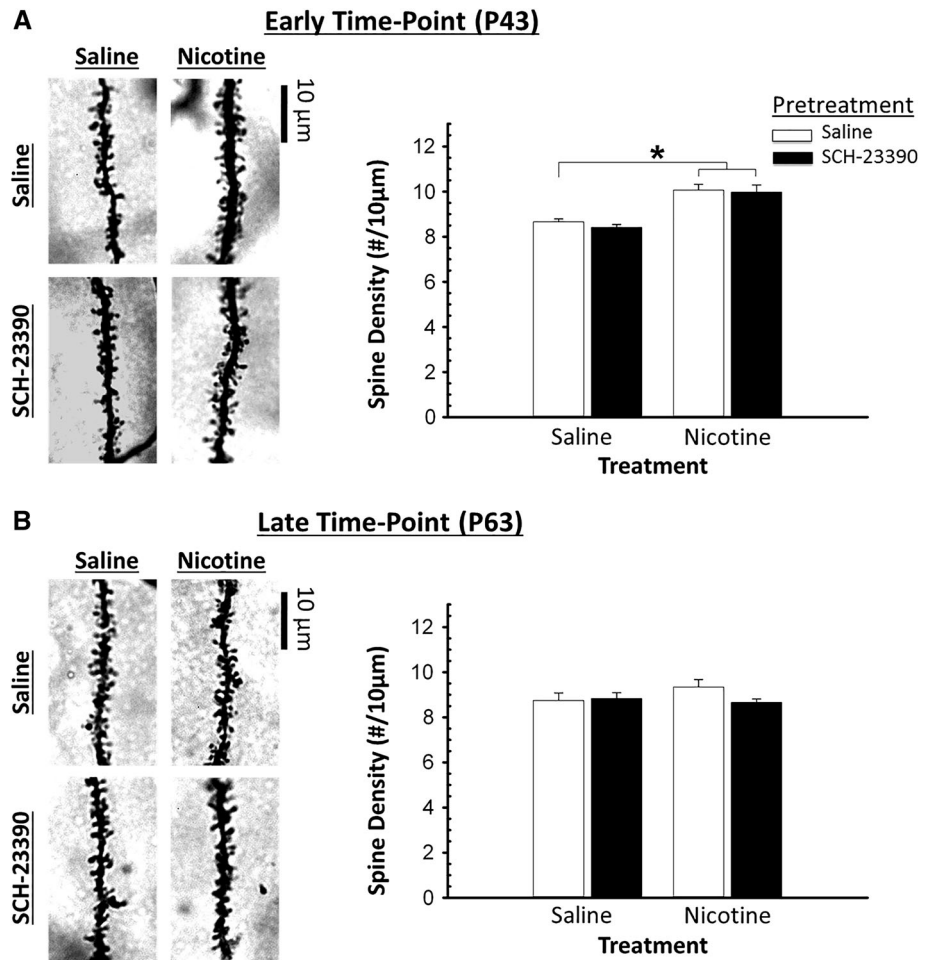 A
Early Time-Point (P43)
Saline
Nicotine
Saline
SCH-23390
10 µm
Pretreatment
Saline
SCH-23390
*
Spine Density (#/10µm)
12
10
8
6
4
2
0
Saline
Nicotine
Treatment
B
Late Time-Point (P63)
Saline
Nicotine
Saline
SCH-23390
10 µm
Spine Density (#/10µm)
12
10
8
6
4
2
0
Saline
Nicotine
Treatment